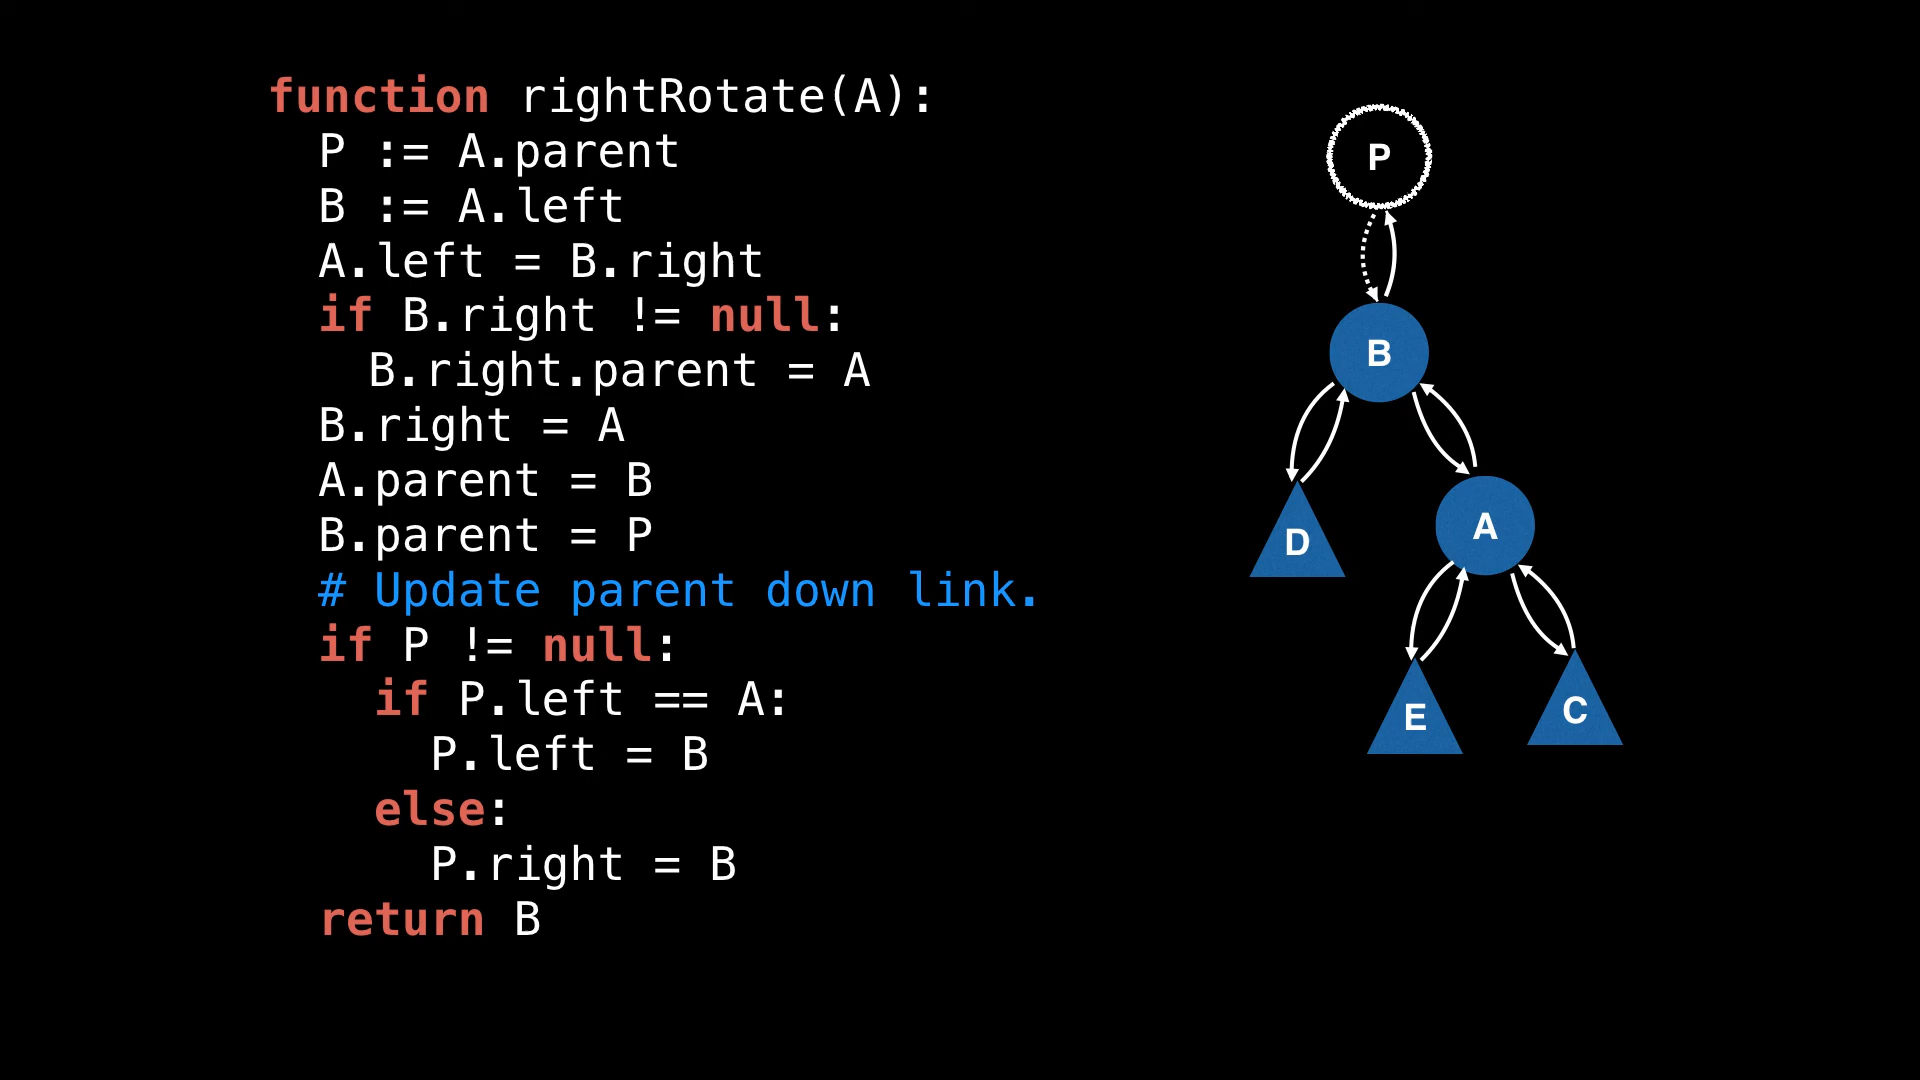 function rightRotate(A):
P := A.parent
B := A.left
A.left = B.right
if B.right != null:
B.right.parent = A
B.right = A
A.parent = B
B.parent = P
# Update parent down link.
if P != null:
if P.left == A:
P.left = B
else:
P.right = B
return B
P
B
D
A
E
C